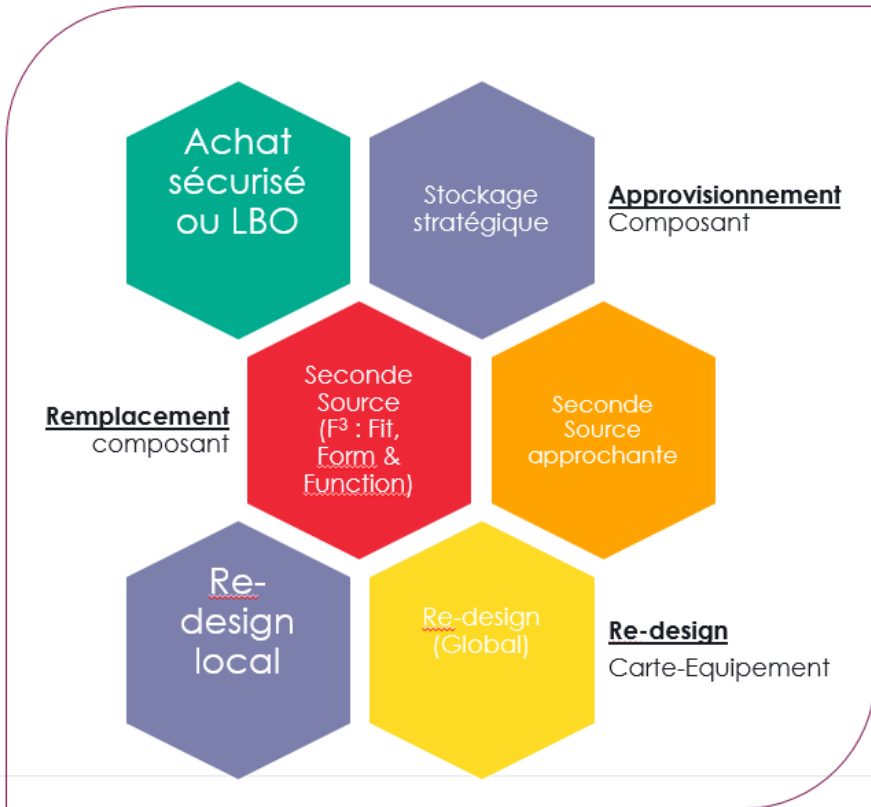 Achat
sécurisé
ou LBO
Stockage
stratégique
Approvisionnement
Composant
Remplacement
composant
Seconde
Source
(F³ : Fit,
Form &
Function)
Seconde
Source
approchante
Re-
design
local
Re-design
(Global)
Re-design
Carte-Equipement